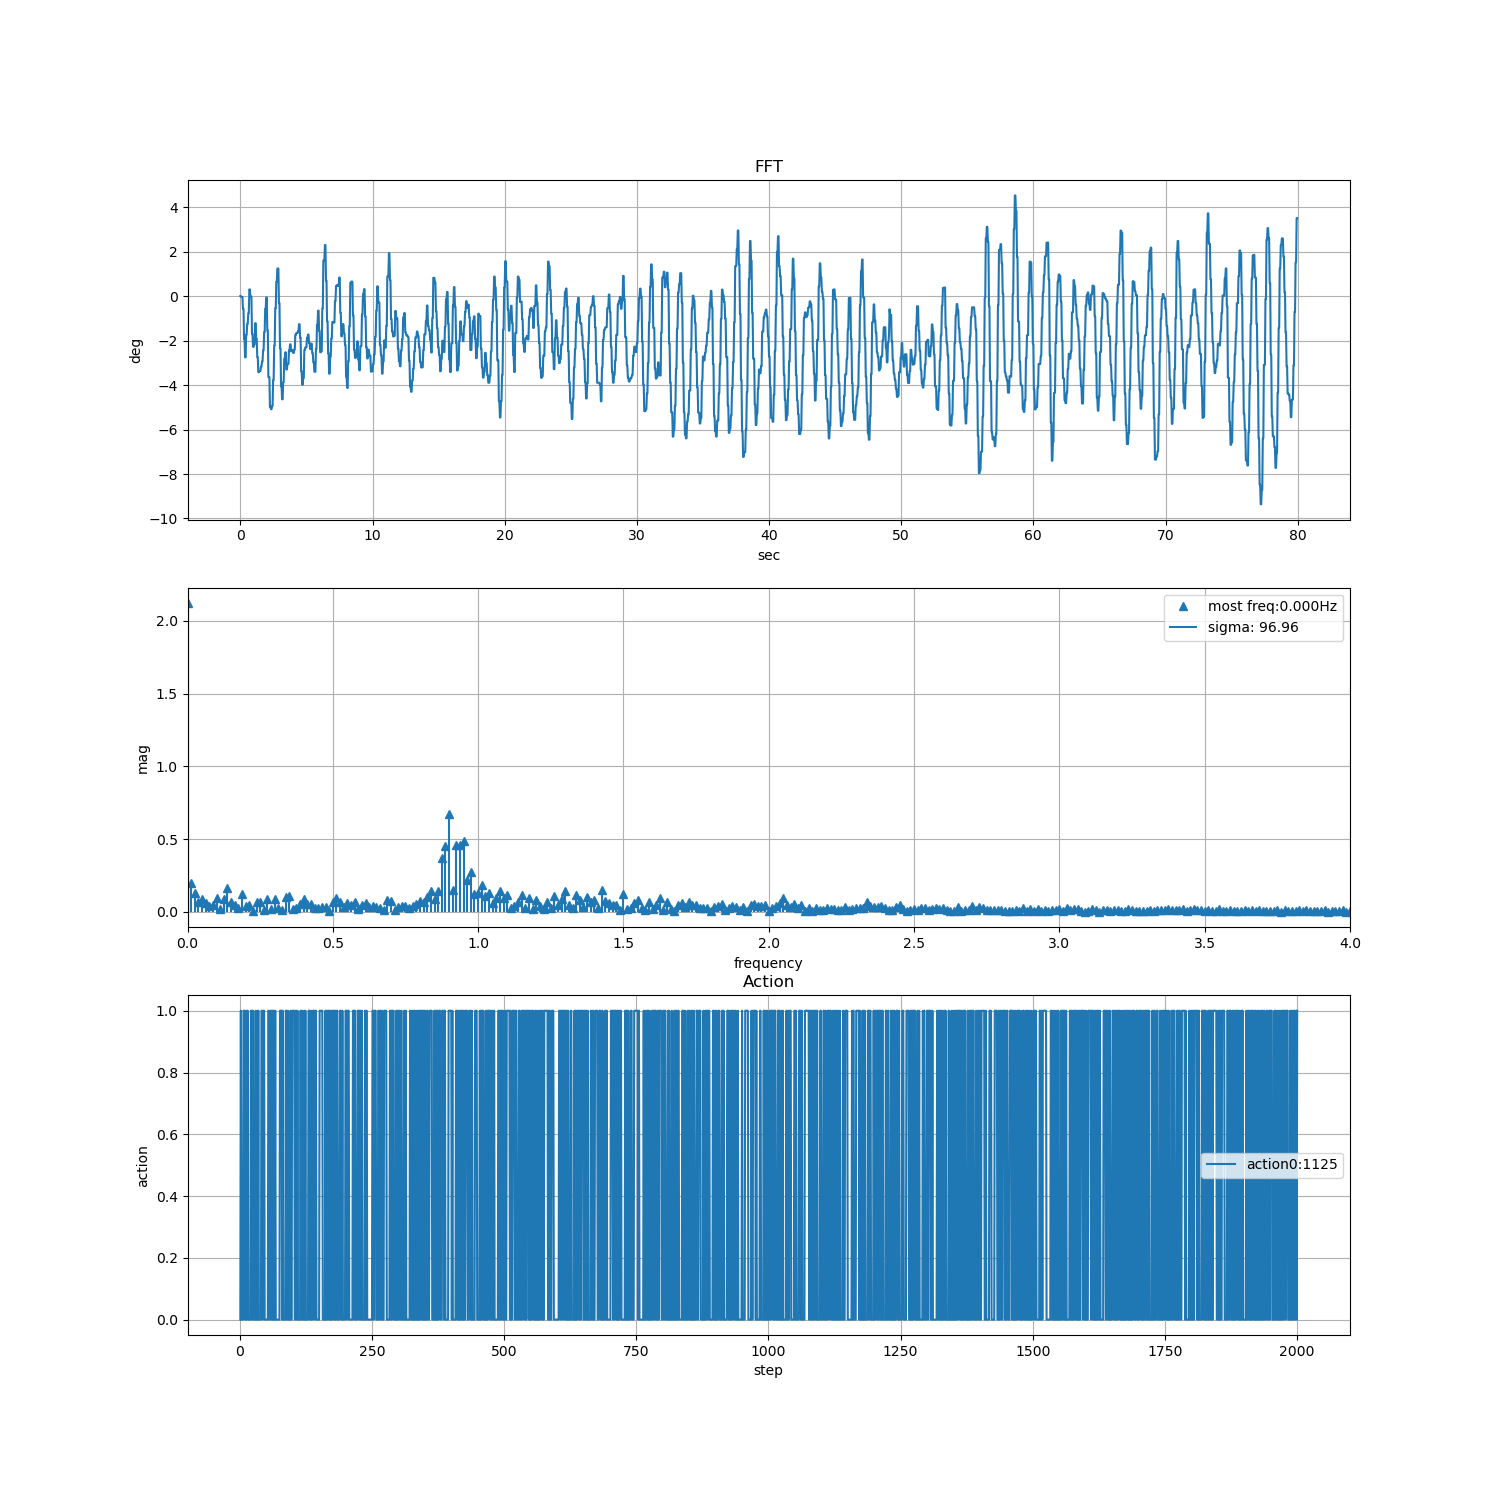 FFT
4
2
0
−2
−4
−6
−8
−10
deg
0 10 20 30 40 50 60 70 80
sec
2.0
1.5
1.0
0.5
0.0
mag
most freq:0.000Hz
sigma: 96.96
0.0 0.5 1.0 1.5 2.0 2.5 3.0 3.5 4.0
frequency
Action
1.0
0.8
0.6
0.4
0.2
0.0
action
action0:1125
0 250 500 750 1000 1250 1500 1750 2000
step